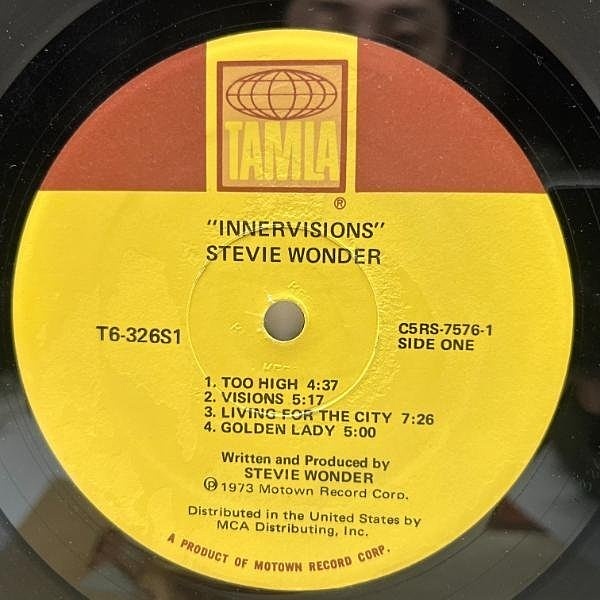 TAMLA
®
"INNERVISIONS"
STEVIE WONDER
T6-326S1
C5RS-7576-1
SIDE ONE
1. TOO HIGH 4:37
2. VISIONS 5:17
3. LIVING FOR THE CITY 7:26
4. GOLDEN LADY 5:00
Written and Produced by
STEVIE WONDER
℗ 1973 Motown Record Corp.
Distributed in the United States by
MCA Distributing, Inc.
A PRODUCT OF MOTOWN RECORD CORP.